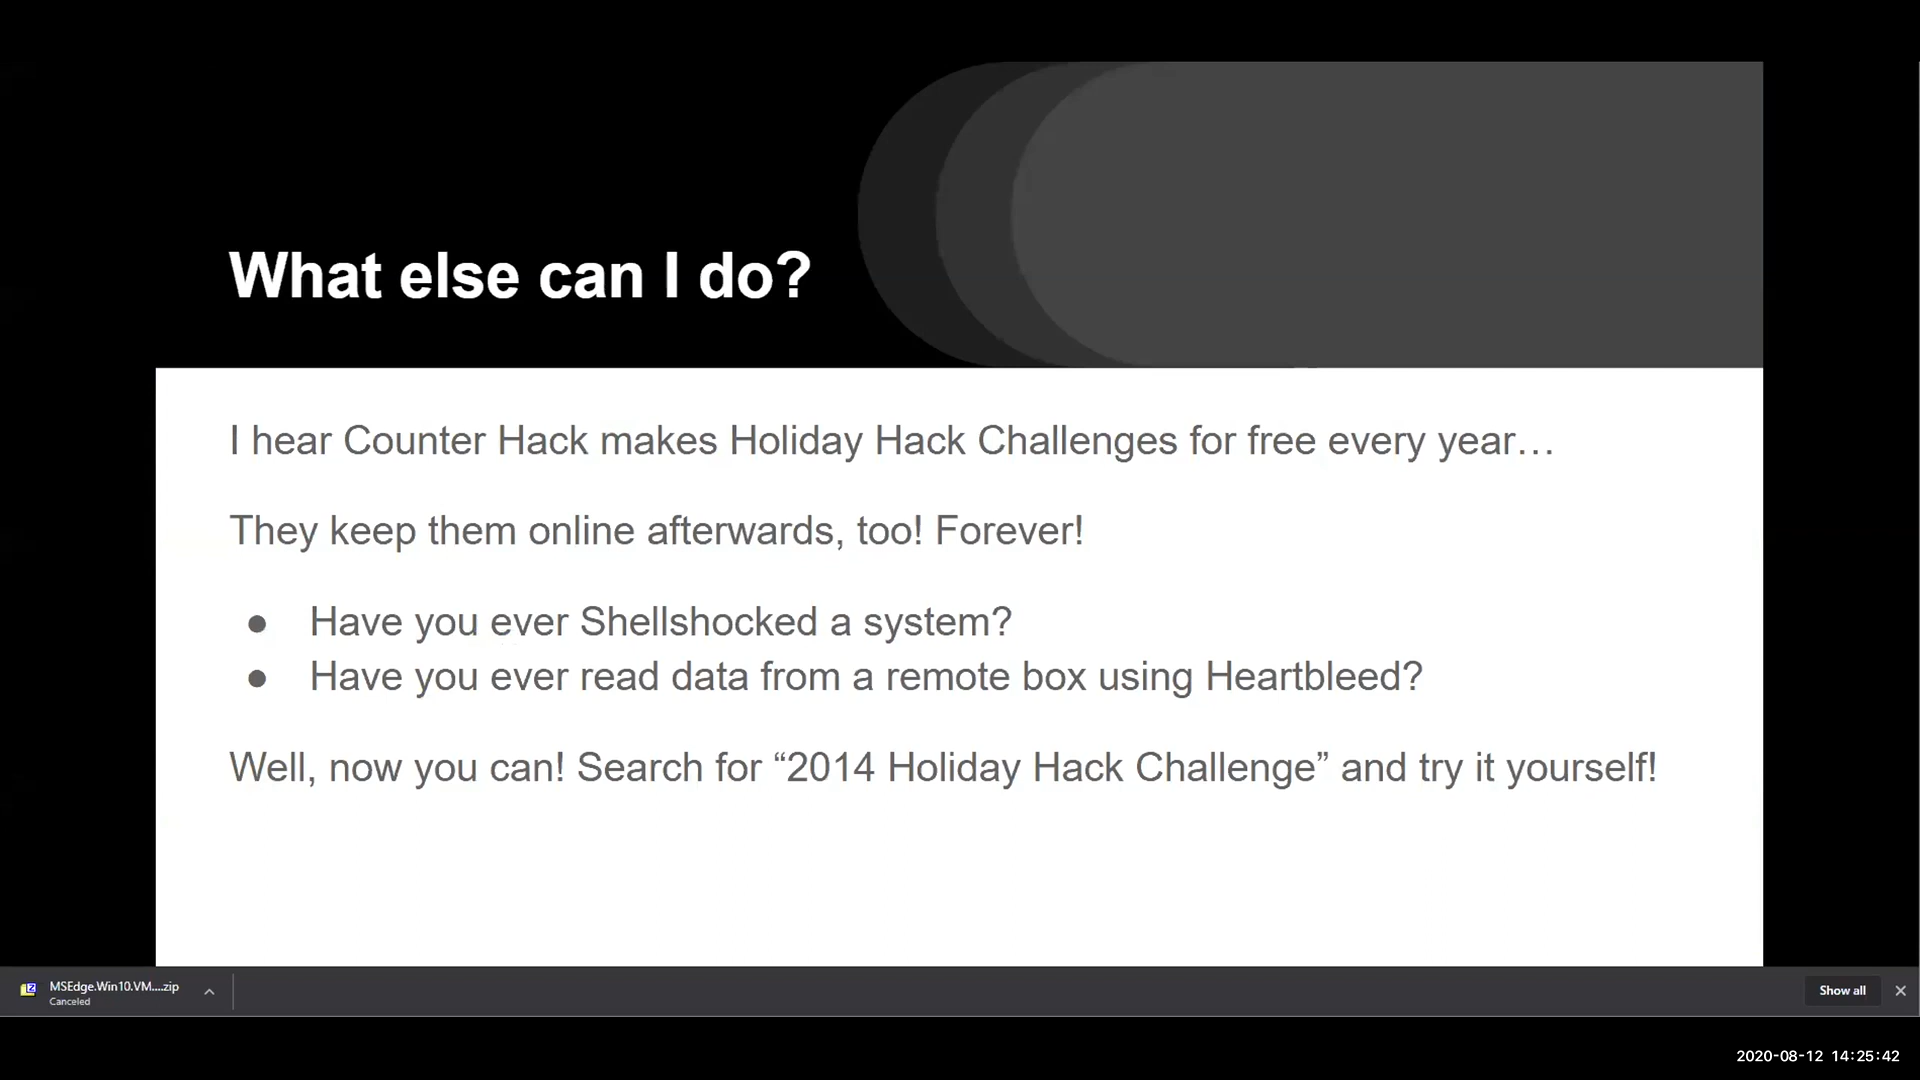 What else can I do?
I hear Counter Hack makes Holiday Hack Challenges for free every year…
They keep them online afterwards, too! Forever!
● Have you ever Shellshocked a system?
● Have you ever read data from a remote box using Heartbleed?
Well, now you can! Search for “2014 Holiday Hack Challenge” and try it yourself!
MSEdge.Win10.VM....zip
Canceled
Show all
2020-08-12 14:25:42